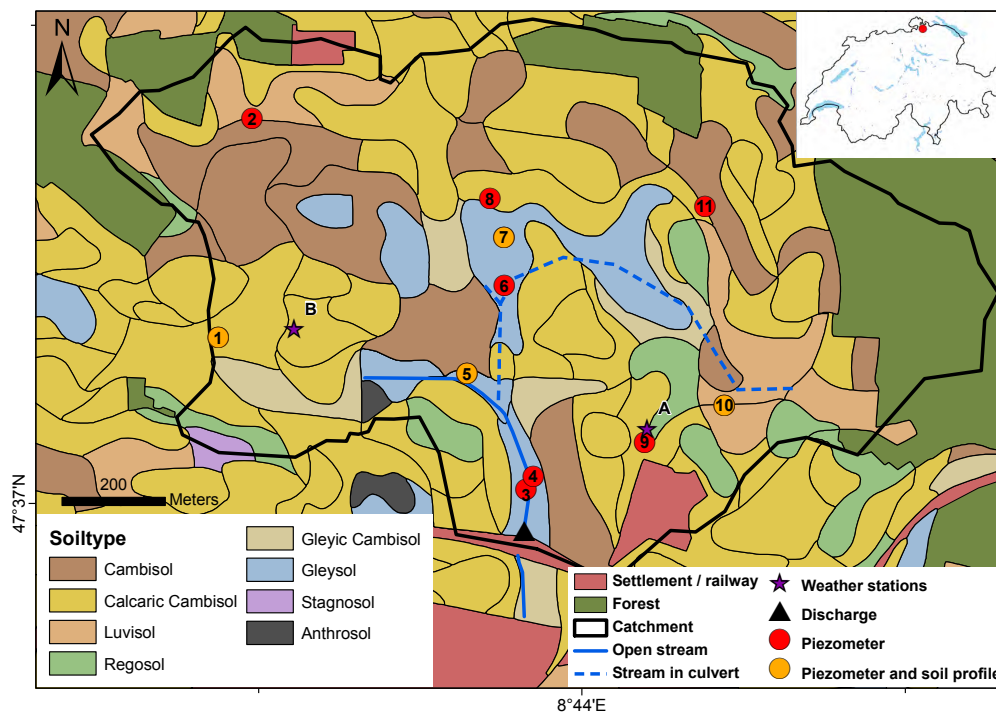 N
2
8
11
7
6
B
1
5
A
10
9
4
3
47°37'N
200
Meters
Soiltype
Cambisol
Calcaric Cambisol
Luvisol
Regosol
Gleyic Cambisol
Gleysol
Stagnosol
Anthrosol
Settlement / railway
Forest
Catchment
Open stream
Stream in culvert
Weather stations
Discharge
Piezometer
Piezometer and soil profile
8°44'E